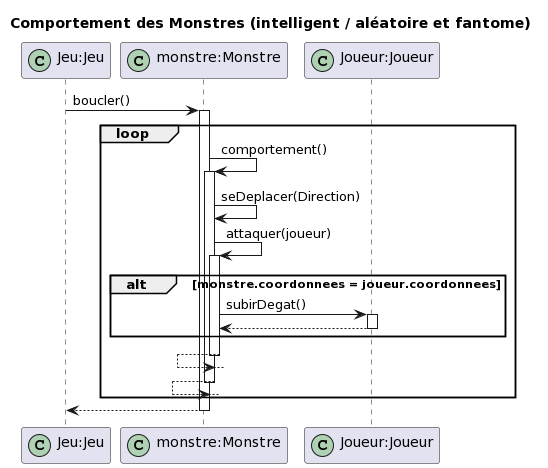 Comportement des Monstres (intelligent / aléatoire et fantome)
C Jeu:Jeu
C monstre:Monstre
C Joueur:Joueur
boucler()
loop
comportement()
seDeplacer(Direction)
attaquer(joueur)
alt [monstre.coordonnees = joueur.coordonnees]
subirDegat()
C Jeu:Jeu
C monstre:Monstre
C Joueur:Joueur